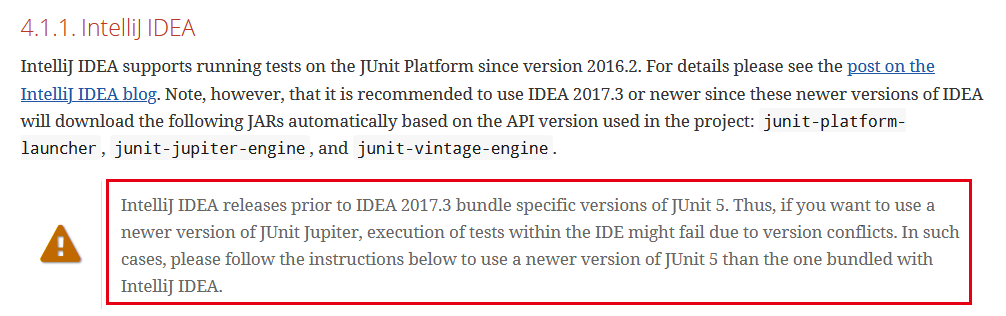 4.1.1. IntelliJ IDEA
IntelliJ IDEA supports running tests on the JUnit Platform since version 2016.2. For details please see the post on the
IntelliJ IDEA blog. Note, however, that it is recommended to use IDEA 2017.3 or newer since these newer versions of IDEA
will download the following JARs automatically based on the API version used in the project: junit-platform-
launcher, junit-jupiter-engine, and junit-vintage-engine.
IntelliJ IDEA releases prior to IDEA 2017.3 bundle specific versions of JUnit 5. Thus, if you want to use a
newer version of JUnit Jupiter, execution of tests within the IDE might fail due to version conflicts. In such
cases, please follow the instructions below to use a newer version of JUnit 5 than the one bundled with
IntelliJ IDEA.